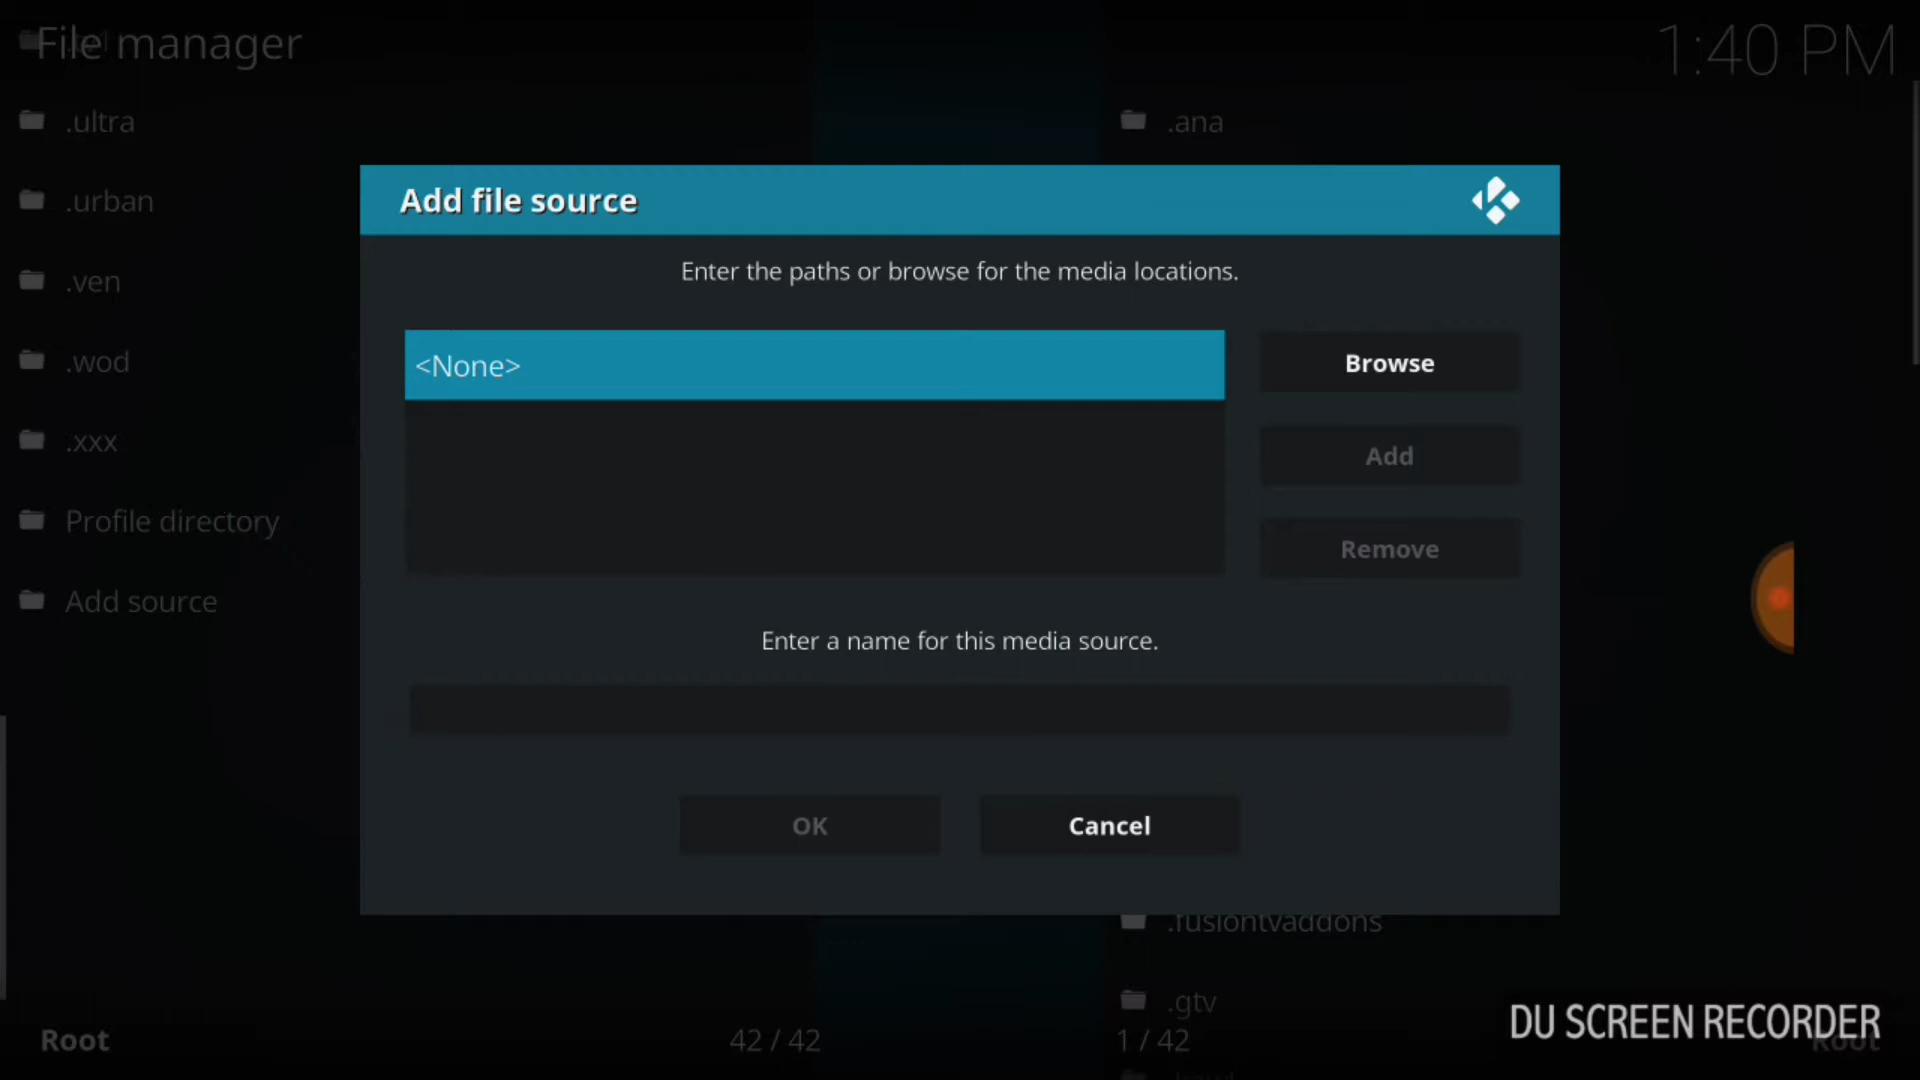 File manager
1:40 PM
.ultra
.ana
.urban
.ven
.wod
.xxx
Profile directory
Add source
Add file source
Enter the paths or browse for the media locations.
<None>
Browse
Add
Remove
Enter a name for this media source.
OK
Cancel
.fusiontvaddons
.gtv
Root
42 / 42
1 / 42
Root
DU SCREEN RECORDER